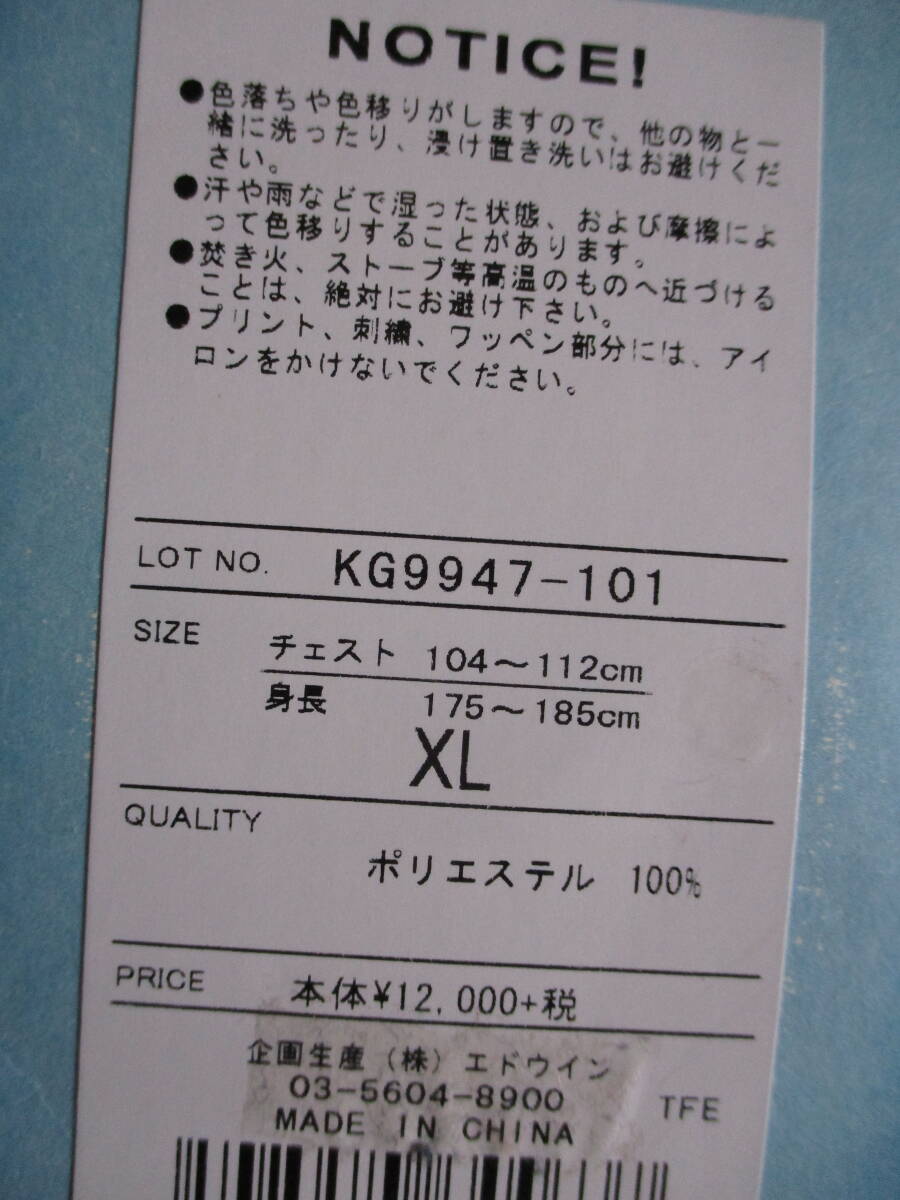 NOTICE!
●色落ちや色移りがしますので、他の物と一
緒に洗ったり、浸け置き洗いはお避けくだ
さい。
●汗や雨などで湿った状態、および摩擦によ
って色移りすることがあります。
●焚き火、ストーブ等高温のものへ近づける
ことは、絶対にお避け下さい。
●プリント、刺繍、ワッペン部分には、アイ
ロンをかけないでください。
LOT NO. KG9947-101
SIZE チェスト 104～112cm
身長 175～185cm
XL
QUALITY
ポリエステル 100%
PRICE 本体¥12,000+税
企画生産（株）エドウイン
03-5604-8900
MADE IN CHINA TFE